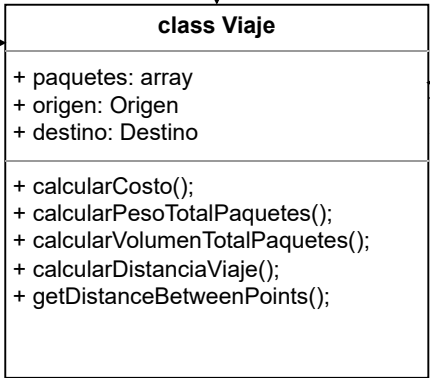 class Viaje
+ paquetes: array
+ origen: Origen
+ destino: Destino
+ calcularCosto();
+ calcularPesoTotalPaquetes();
+ calcularVolumenTotalPaquetes();
+ calcularDistanciaViaje();
+ getDistanceBetweenPoints();